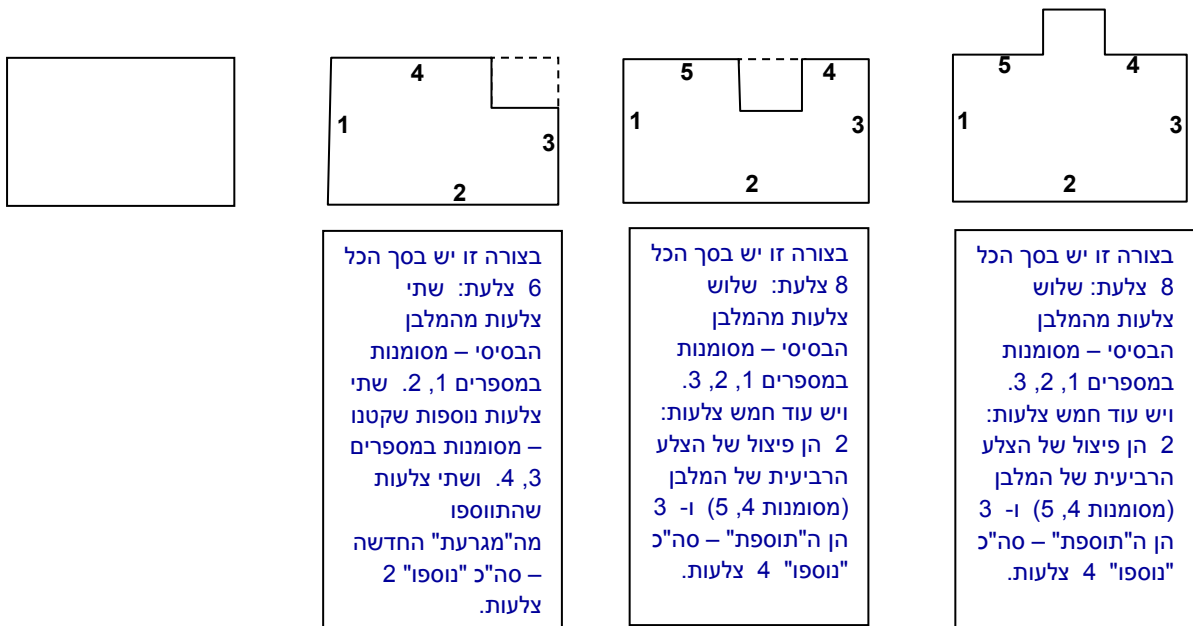 4
1
3
2
5
4
1
3
2
5
4
1
3
2
בצורה זו יש בסך הכל
6 צלעת: שתי
צלעות מהמלבן
הבסיסי – מסומנות
במספרים 1, 2. שתי
צלעות נוספות שקטנו
– מסומנות במספרים
3, 4. ושתי צלעות
שהתווספו
מה"מגרעת" החדשה
– סה"כ "נוספו" 2
צלעות.
בצורה זו יש בסך הכל
8 צלעת: שלוש
צלעות מהמלבן
הבסיסי – מסומנות
במספרים 1, 2, 3.
ויש עוד חמש צלעות:
2 הן פיצול של הצלע
הרביעית של המלבן
(מסומנות 4, 5) ו- 3
הן ה"תוספת" – סה"כ
"נוספו" 4 צלעות.
בצורה זו יש בסך הכל
8 צלעת: שלוש
צלעות מהמלבן
הבסיסי – מסומנות
במספרים 1, 2, 3.
ויש עוד חמש צלעות:
2 הן פיצול של הצלע
הרביעית של המלבן
(מסומנות 4, 5) ו- 3
הן ה"תוספת" – סה"כ
"נוספו" 4 צלעות.